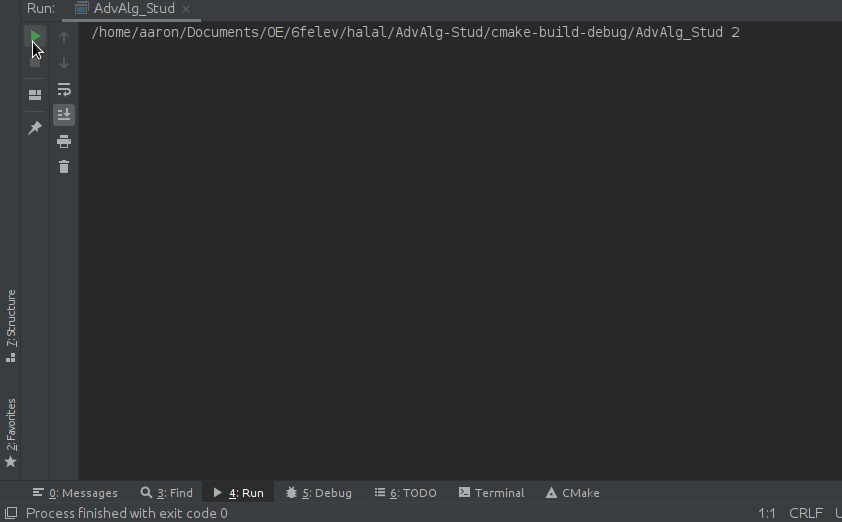 Run: AdvAlg_Stud
/home/aaron/Documents/OE/6felev/halal/AdvAlg-Stud/cmake-build-debug/AdvAlg_Stud 2
7: Structure
2: Favorites
0: Messages 3: Find 4: Run 5: Debug 6: TODO Terminal CMake
Process finished with exit code 0 1:1 CRLF